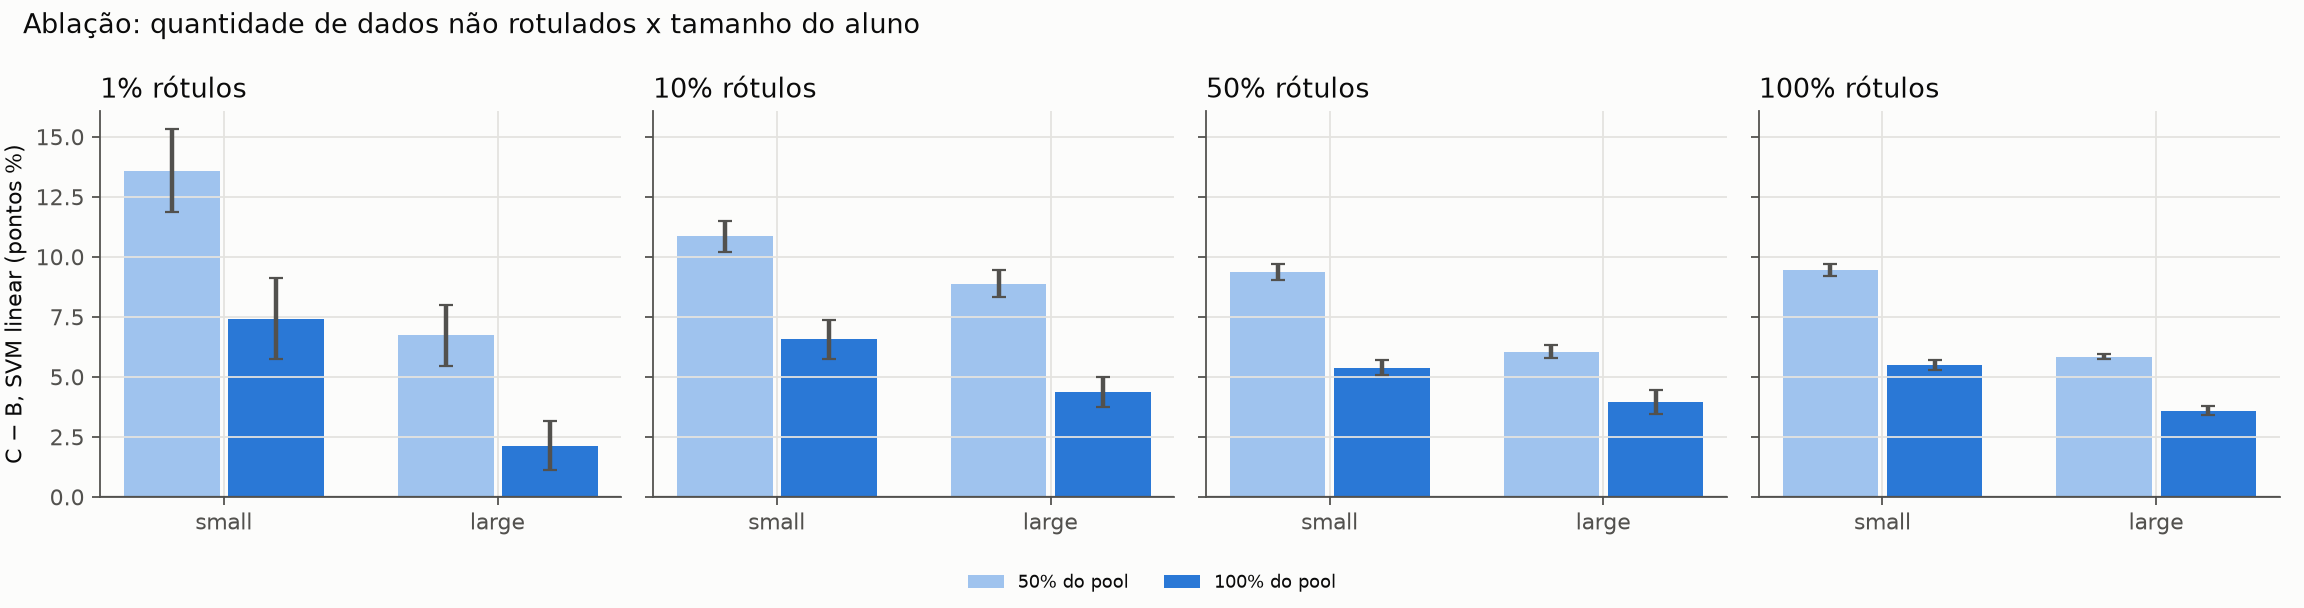 Ablação: quantidade de dados não rotulados x tamanho do aluno
1% rótulos
10% rótulos
50% rótulos
100% rótulos
C − B, SVM linear (pontos %)
15.0
12.5
10.0
7.5
5.0
2.5
0.0
small
large
small
large
small
large
small
large
50% do pool
100% do pool